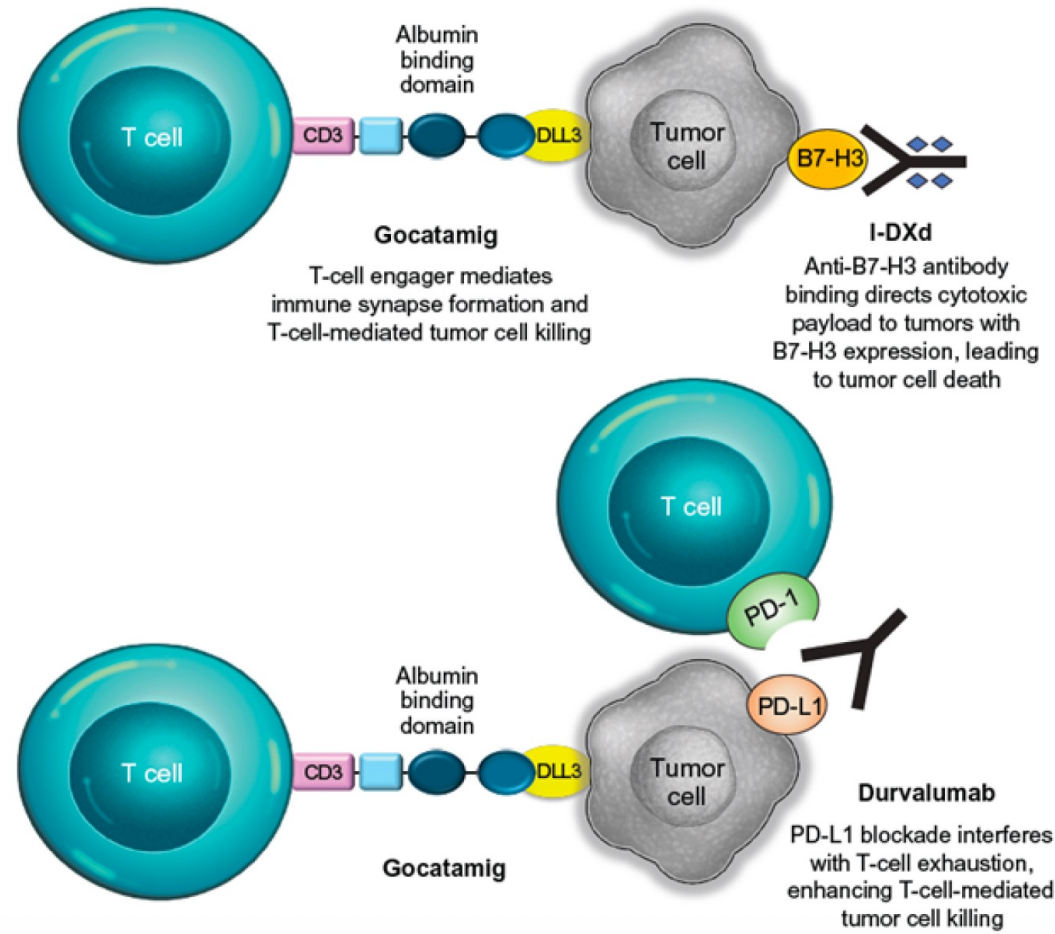 Albumin
binding
domain
T cell
CD3
DLL3
Tumor
cell
B7-H3
Gocatamig
T-cell engager mediates
immune synapse formation and
T-cell-mediated tumor cell killing
I-DXd
Anti-B7-H3 antibody
binding directs cytotoxic
payload to tumors with
B7-H3 expression, leading
to tumor cell death
T cell
PD-1
Albumin
binding
domain
PD-L1
T cell
CD3
DLL3
Tumor
cell
Gocatamig
Durvalumab
PD-L1 blockade interferes
with T-cell exhaustion,
enhancing T-cell-mediated
tumor cell killing